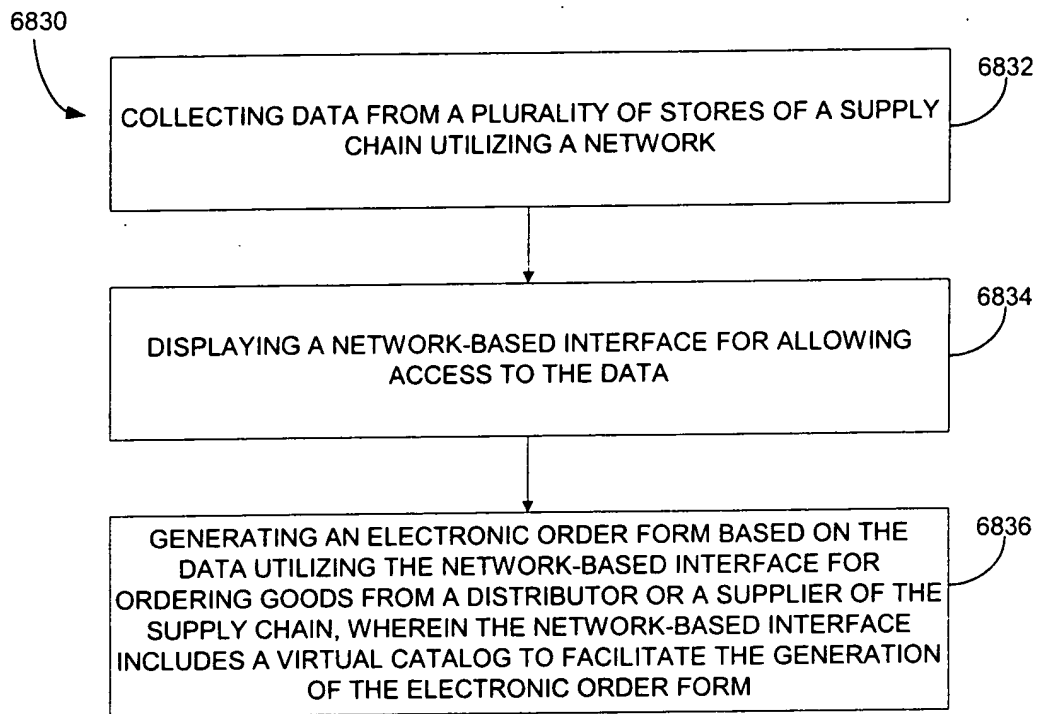 6830
6832
COLLECTING DATA FROM A PLURALITY OF STORES OF A SUPPLY
CHAIN UTILIZING A NETWORK
6834
DISPLAYING A NETWORK-BASED INTERFACE FOR ALLOWING
ACCESS TO THE DATA
6836
GENERATING AN ELECTRONIC ORDER FORM BASED ON THE
DATA UTILIZING THE NETWORK-BASED INTERFACE FOR
ORDERING GOODS FROM A DISTRIBUTOR OR A SUPPLIER OF THE
SUPPLY CHAIN, WHEREIN THE NETWORK-BASED INTERFACE
INCLUDES A VIRTUAL CATALOG TO FACILITATE THE GENERATION
OF THE ELECTRONIC ORDER FORM